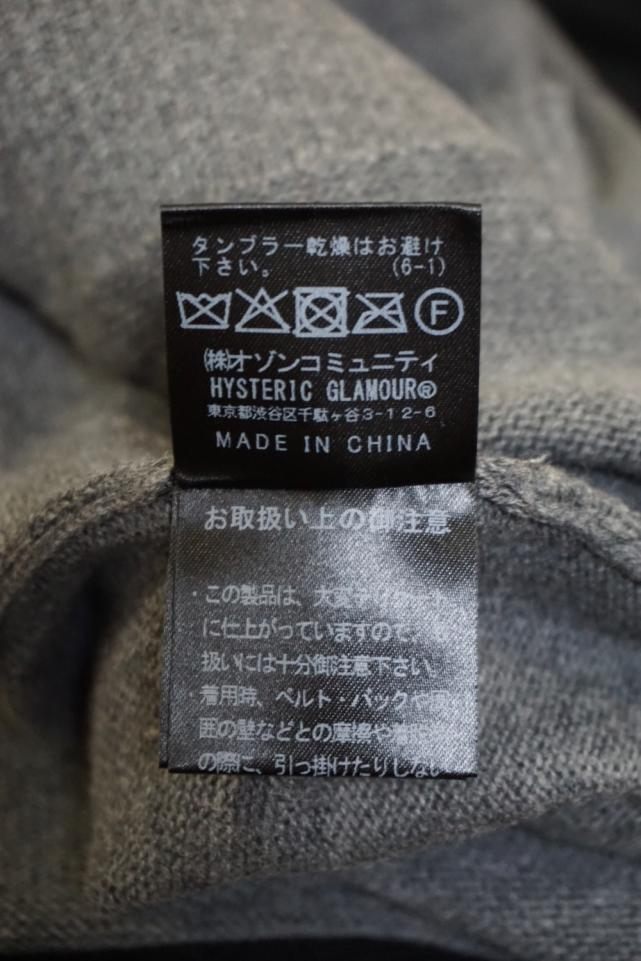 タンブラー乾燥はお避け
下さい。 (6-1)
F
㈱オゾンコミュニティ
HYSTERIC GLAMOUR®
東京都渋谷区千駄ヶ谷3-12-6
MADE IN CHINA
お取扱い上の御注意
・この製品は、大変
に仕上がっていますので、
扱いには十分御注意下さい。
・着用時、ベルト・バックや
囲の壁などとの摩擦や
の際に、引っ掛けたりしない